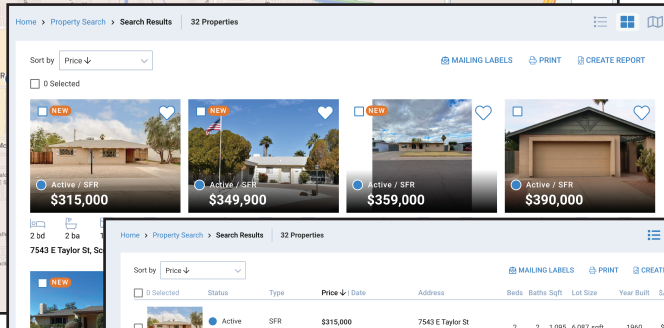 Home > Property Search > Search Results | 32 Properties
Sort by Price ↓
MAILING LABELS PRINT CREATE REPORT
0 Selected
NEW NEW NEW
Active / SFR Active / SFR Active / SFR Active / SFR
$315,000 $349,900 $359,000 $390,000
2 bd 2 ba
7543 E Taylor St,
NEW
Home > Property Search > Search Results | 32 Properties
Sort by Price ↓
MAILING LABELS PRINT
0 Selected Status Type Price ↓ | Date Address Beds Baths Sqft Lot Size Year Built
Active SFR $315,000 7543 E Taylor St 2 2 1,095 6,087 sqft 1960